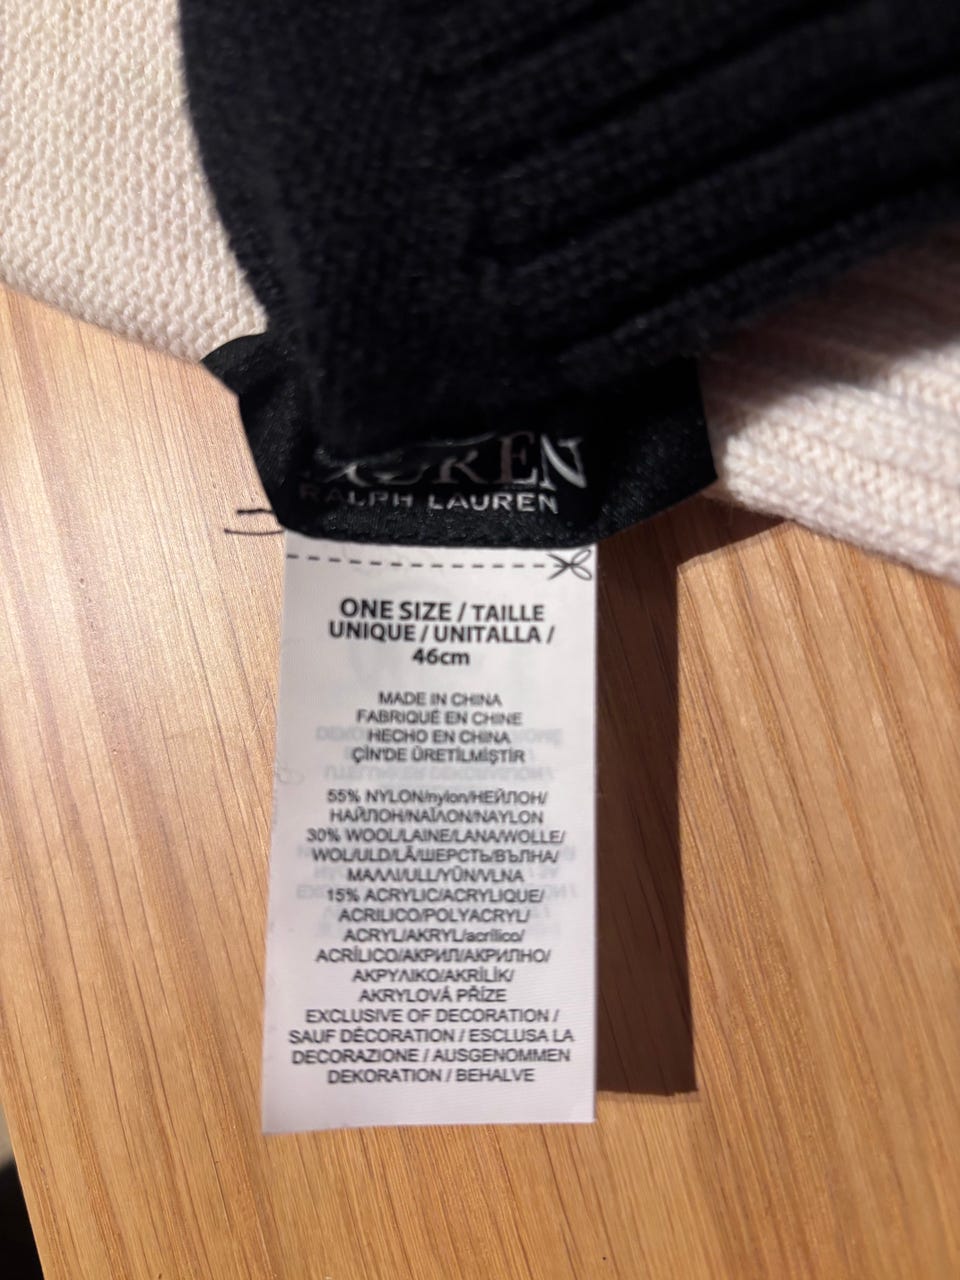 LAUREN
RALPH LAUREN
ONE SIZE / TAILLE
UNIQUE / UNITALLA /
46cm
MADE IN CHINA
FABRIQUÉ EN CHINE
HECHO EN CHINA
ÇİN'DE ÜRETİLMİŞTİR
55% NYLON/nylon/НЕЙЛОН/
НАЙЛОН/ΝΑΪΛΟΝ/NAYLON
30% WOOL/LAINE/LANA/WOLLE/
WOL/ULD/LÃ/ШЕРСТЬ/ВЪЛНА/
ΜΑΛΛΙ/ULL/YÜN/VLNA
15% ACRYLIC/ACRYLIQUE/
ACRILICO/POLYACRYL/
ACRYL/AKRYL/acrílico/
ACRÍLICO/АКРИЛ/АКРИЛНО/
ΑΚΡΥΛΙΚΟ/AKRİLİK/
AKRYLOVÁ PŘÍZE
EXCLUSIVE OF DECORATION /
SAUF DÉCORATION / ESCLUSA LA
DECORAZIONE / AUSGENOMMEN
DEKORATION / BEHALVE